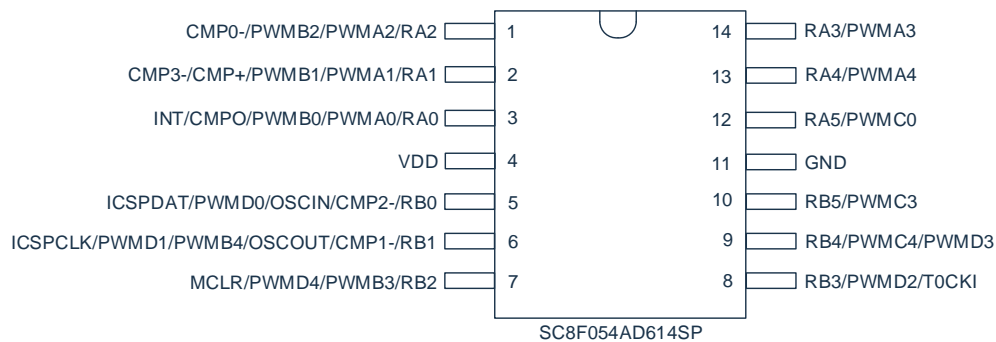 CMP0-/PWMB2/PWMA2/RA2 1 14 RA3/PWMA3
CMP3-/CMP+/PWMB1/PWMA1/RA1 2 13 RA4/PWMA4
INT/CMPO/PWMB0/PWMA0/RA0 3 12 RA5/PWMC0
VDD 4 11 GND
ICSPDAT/PWMD0/OSCIN/CMP2-/RB0 5 10 RB5/PWMC3
ICSPCLK/PWMD1/PWMB4/OSCOUT/CMP1-/RB1 6 9 RB4/PWMC4/PWMD3
MCLR/PWMD4/PWMB3/RB2 7 8 RB3/PWMD2/T0CKI
SC8F054AD614SP